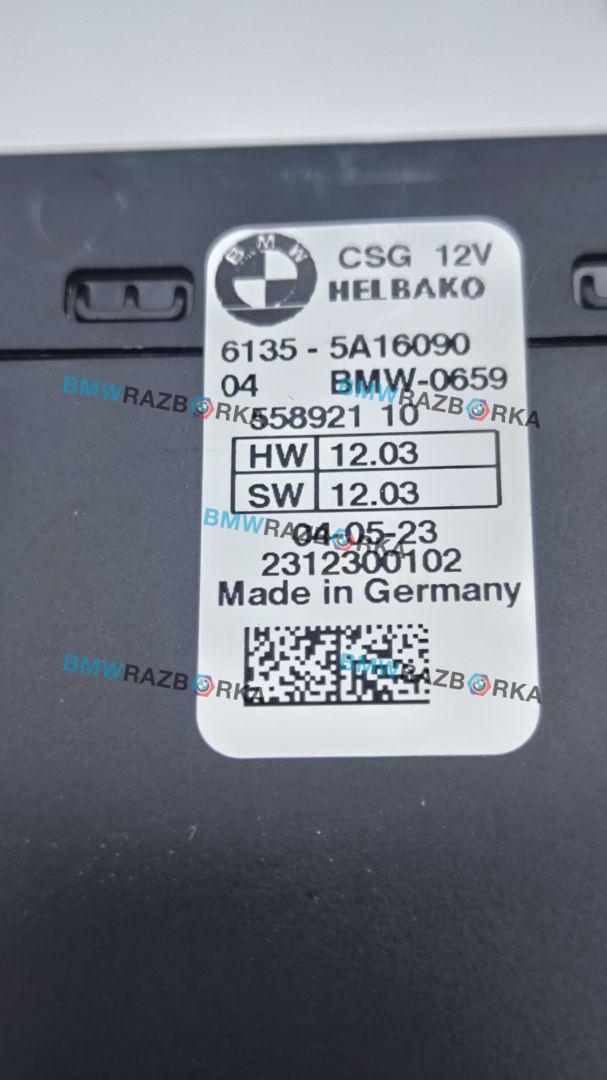 BMW
CSG 12V
HELBAKO
6135 - 5A16090
04 BMW-0659
558921 10
HW 12.03
SW 12.03
04-05-23
2312300102
Made in Germany
BMWRAZBORKA
BMWRAZBORKA
BMWRAZBORKA
BMWRAZBORKA
BMWRAZBORKA